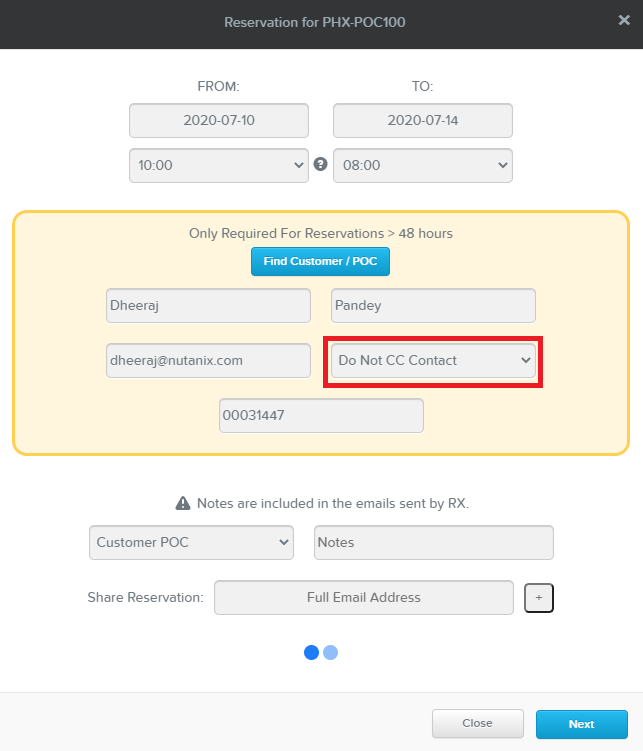 Reservation for PHX-POC100
×
FROM: TO:
2020-07-10 2020-07-14
10:00 ? 08:00
Only Required For Reservations > 48 hours
Find Customer / POC
Dheeraj Pandey
dheeraj@nutanix.com Do Not CC Contact
00031447
Notes are included in the emails sent by RX.
Customer POC Notes
Share Reservation: Full Email Address +
Close Next